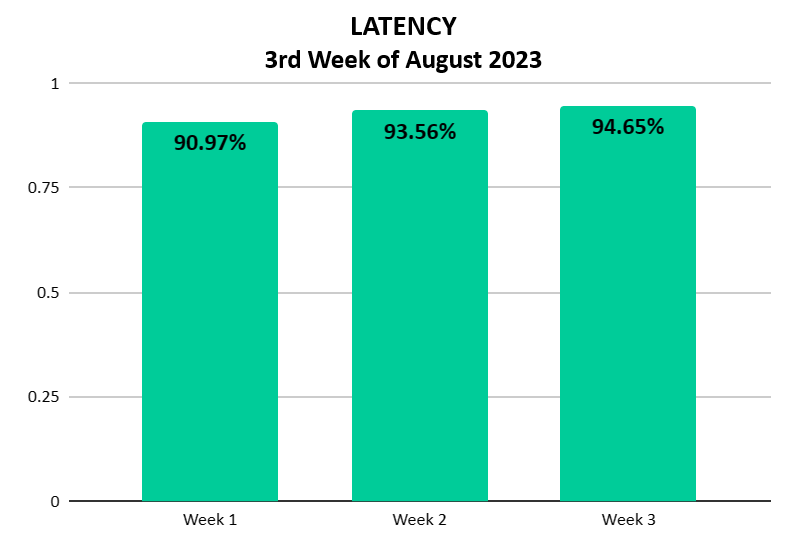 LATENCY
3rd Week of August 2023
1
90.97%
93.56%
94.65%
0.75
0.5
0.25
0
Week 1
Week 2
Week 3